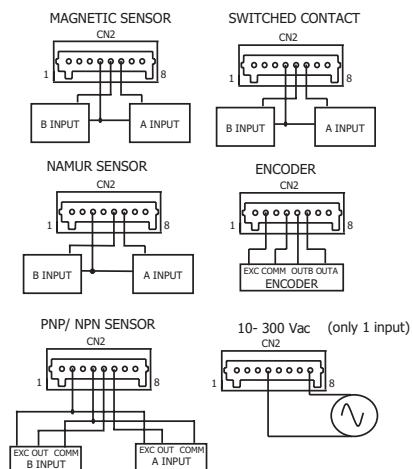 MAGNETIC SENSOR
CN2
1 8
B INPUT A INPUT
SWITCHED CONTACT
CN2
1 8
B INPUT A INPUT
NAMUR SENSOR
CN2
1 8
B INPUT A INPUT
ENCODER
CN2
1 8
EXC COMM OUTB OUTA
ENCODER
PNP/ NPN SENSOR
CN2
1 8
EXC OUT COMM
B INPUT
EXC OUT COMM
A INPUT
10- 300 Vac (only 1 input)
CN2
1 8